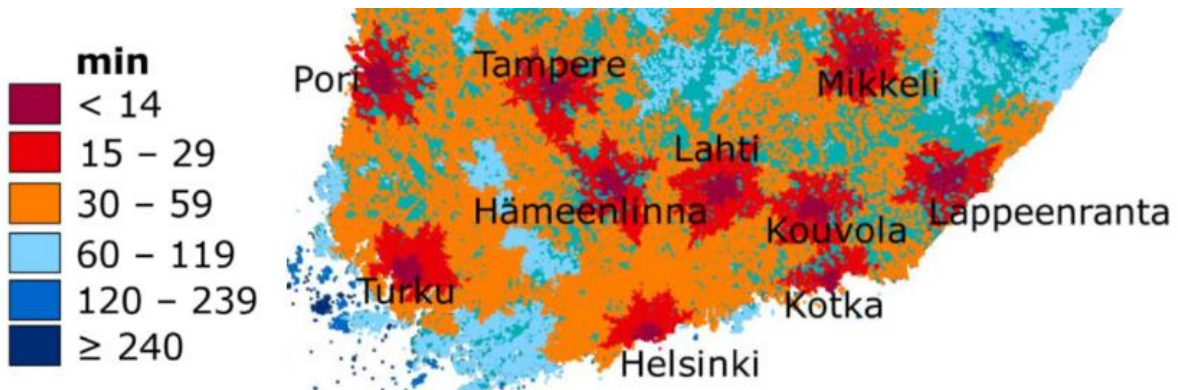 min
< 14
15 – 29
30 – 59
60 – 119
120 – 239
≥ 240
Pori
Tampere
Mikkeli
Lahti
Hämeenlinna
Lappeenranta
Kouvola
Turku
Kotka
Helsinki